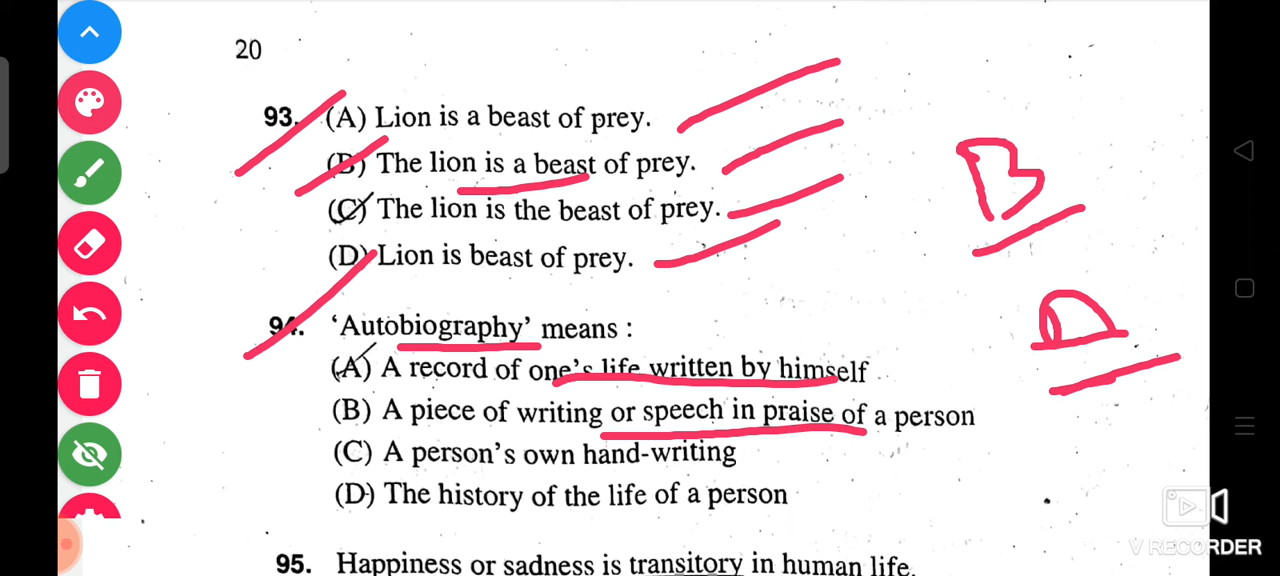 20
93. (A) Lion is a beast of prey.
(B) The lion is a beast of prey.
(C) The lion is the beast of prey.
(D) Lion is beast of prey.
B
94. 'Autobiography' means :
D
(A) A record of one's life written by himself
(B) A piece of writing or speech in praise of a person
(C) A person's own hand-writing
(D) The history of the life of a person
95. Happiness or sadness is transitory in human life.
V RECORDER